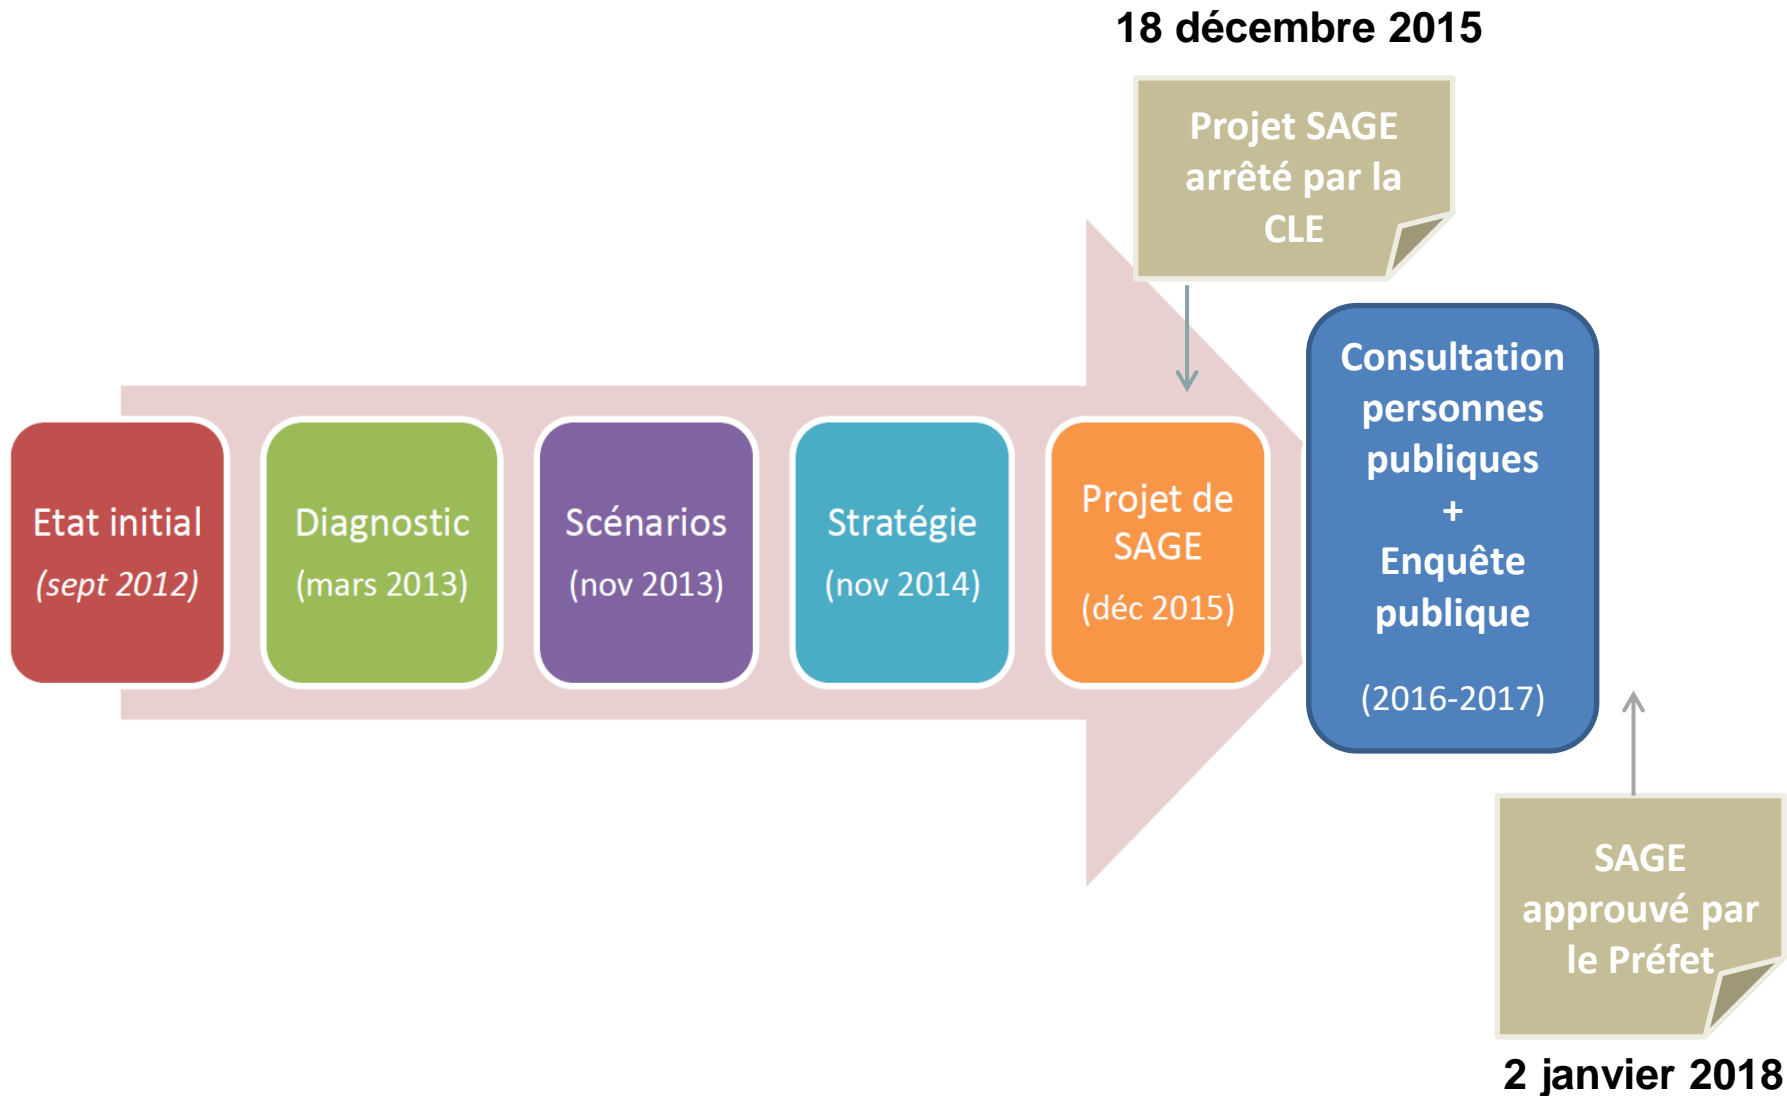 18 décembre 2015
Projet SAGE
arrêté par la
CLE
Etat initial
(sept 2012)
Diagnostic
(mars 2013)
Scénarios
(nov 2013)
Stratégie
(nov 2014)
Projet de
SAGE
(déc 2015)
Consultation
personnes
publiques
+
Enquête
publique
(2016-2017)
SAGE
approuvé par
le Préfet
2 janvier 2018